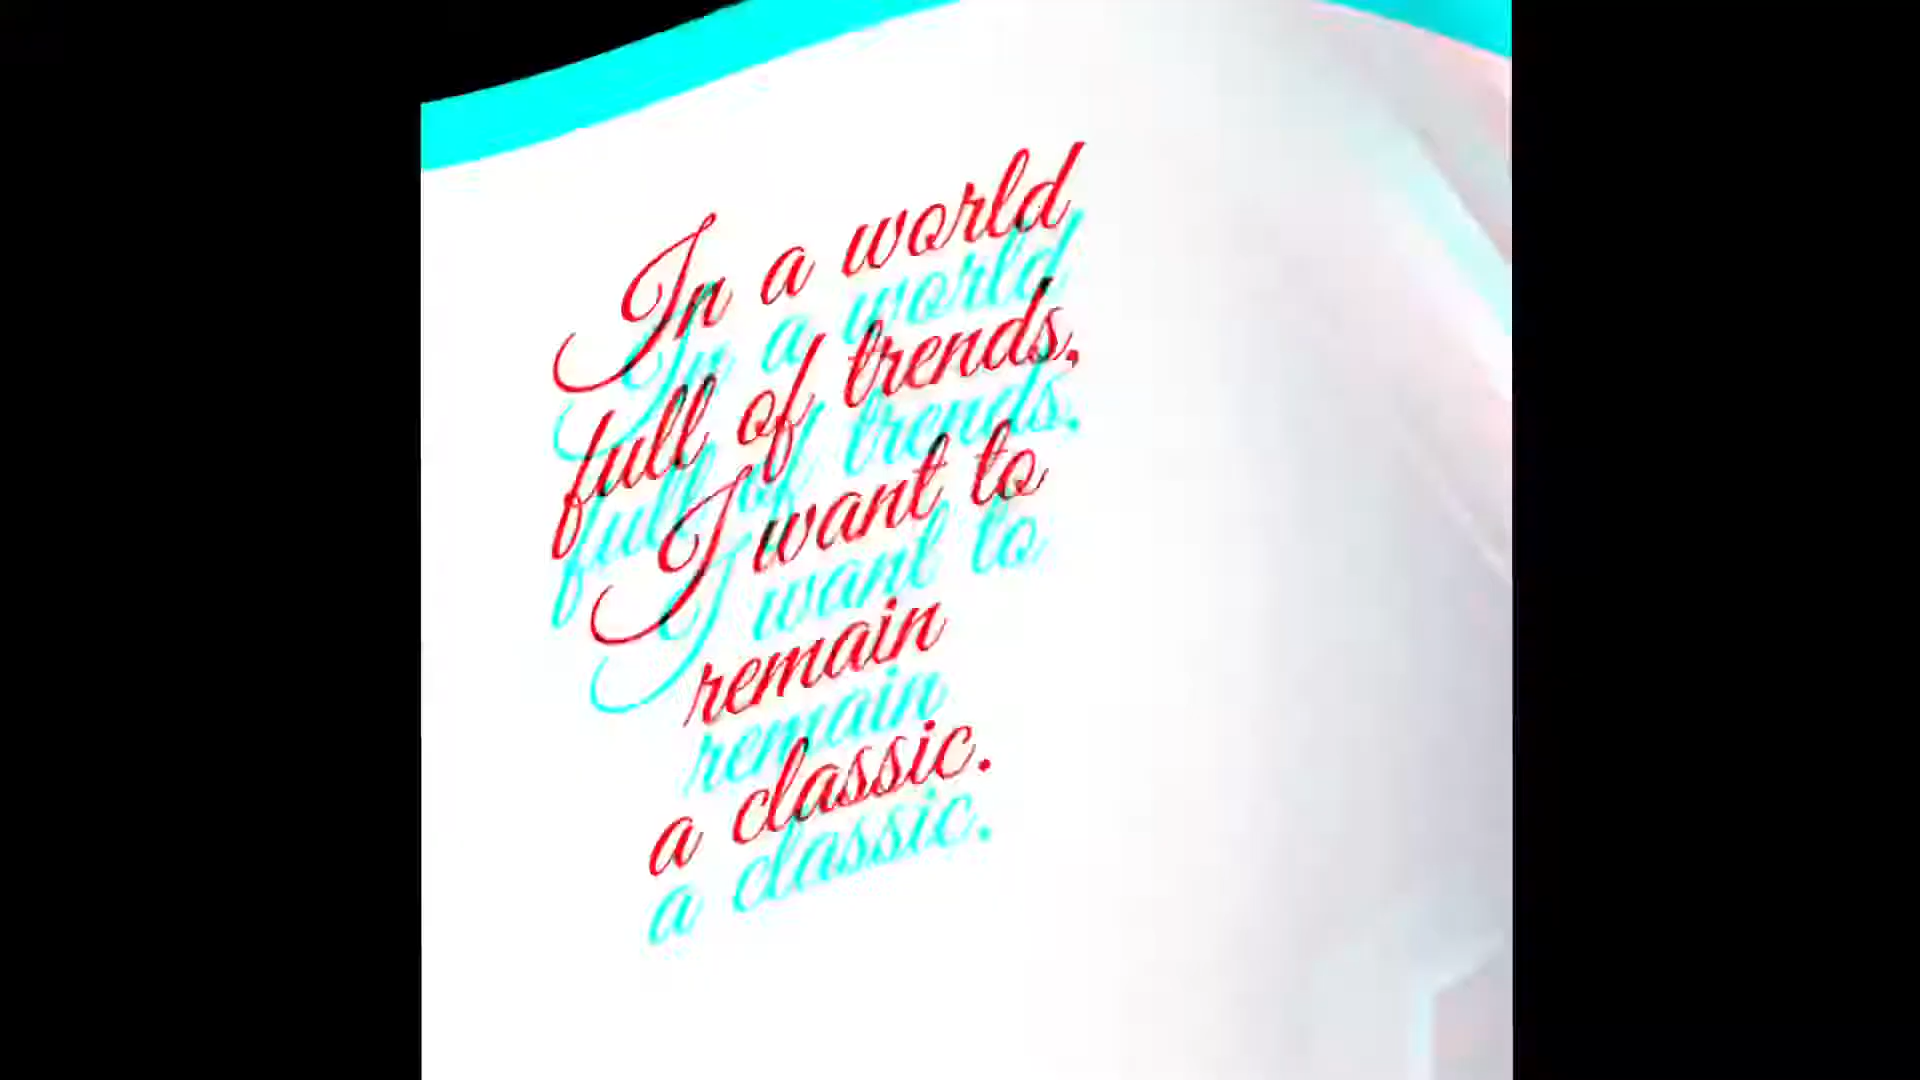 In a world
full of trends,
I want to
remain
a classic.